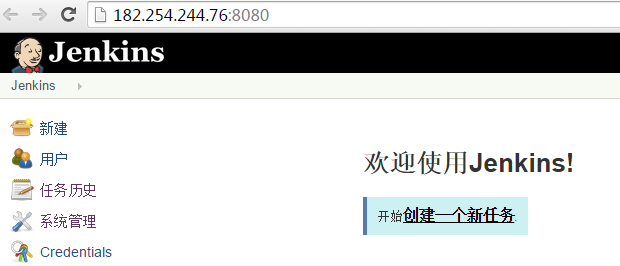 182.254.244.76:8080
Jenkins
Jenkins
新建
用户
任务历史
系统管理
Credentials
欢迎使用Jenkins!
开始创建一个新任务.